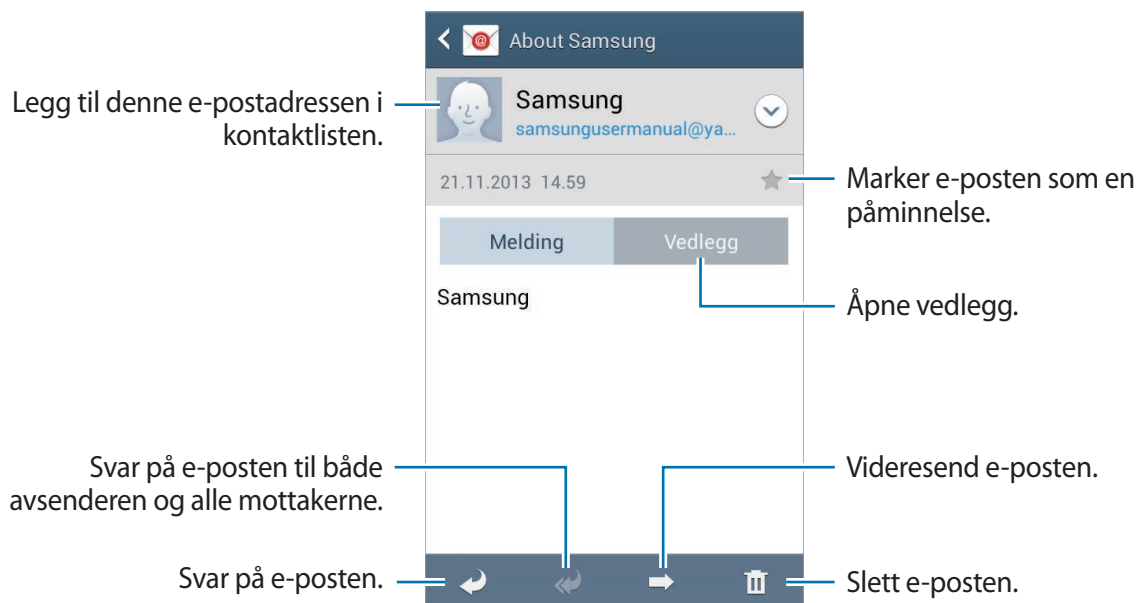 About Samsung
Legg til denne e-postadressen i
kontaktlisten.
Samsung
samsungusermanual@ya...
21.11.2013 14.59
Marker e-posten som en
påminnelse.
Melding
Vedlegg
Samsung
Åpne vedlegg.
Svar på e-posten til både
avsenderen og alle mottakerne.
Videresend e-posten.
Svar på e-posten.
Slett e-posten.